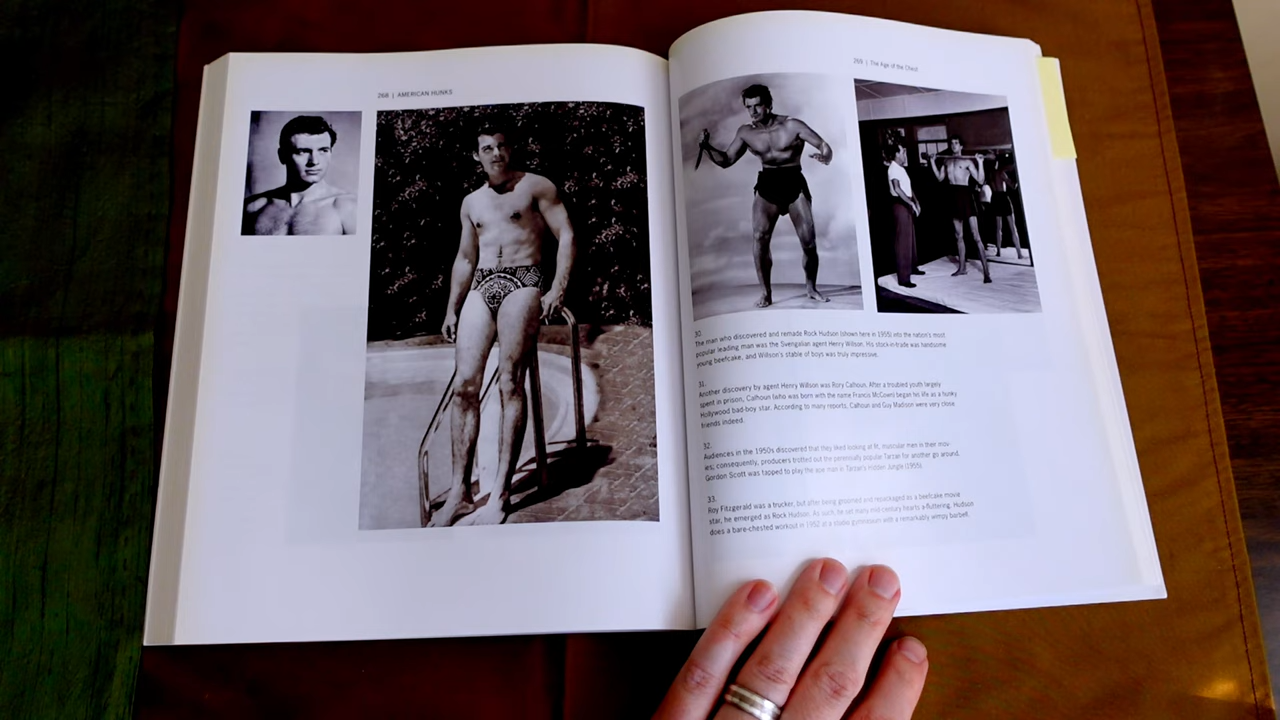 268 | AMERICAN HUNKS
269 | The Age of the Chest
30.
The man who discovered and remade Rock Hudson (shown here in 1955) into the nation's most
popular leading man was the Svengalian agent Henry Willson. His stock-in-trade was handsome
young beefcake, and Willson's stable of boys was truly impressive.
31.
Another discovery by agent Henry Willson was Rory Calhoun. After a troubled youth largely
spent in prison, Calhoun (who was born with the name Francis McCown) began his life as a hunky
Hollywood bad-boy star. According to many reports, Calhoun and Guy Madison were very close
friends indeed.
32.
Audiences in the 1950s discovered that they liked looking at fit, muscular men in their mov-
ies; consequently, producers trotted out the perennially popular Tarzan for another go around.
Gordon Scott was tapped to play the ape man in Tarzan's Hidden Jungle (1955).
33.
Roy Fitzgerald was a trucker, but after being groomed and repackaged as a beefcake movie
star, he emerged as Rock Hudson. As such, he set many mid-century hearts a-fluttering. Hudson
does a bare-chested workout in 1952 at a studio gymnasium with a remarkably wimpy barbell.